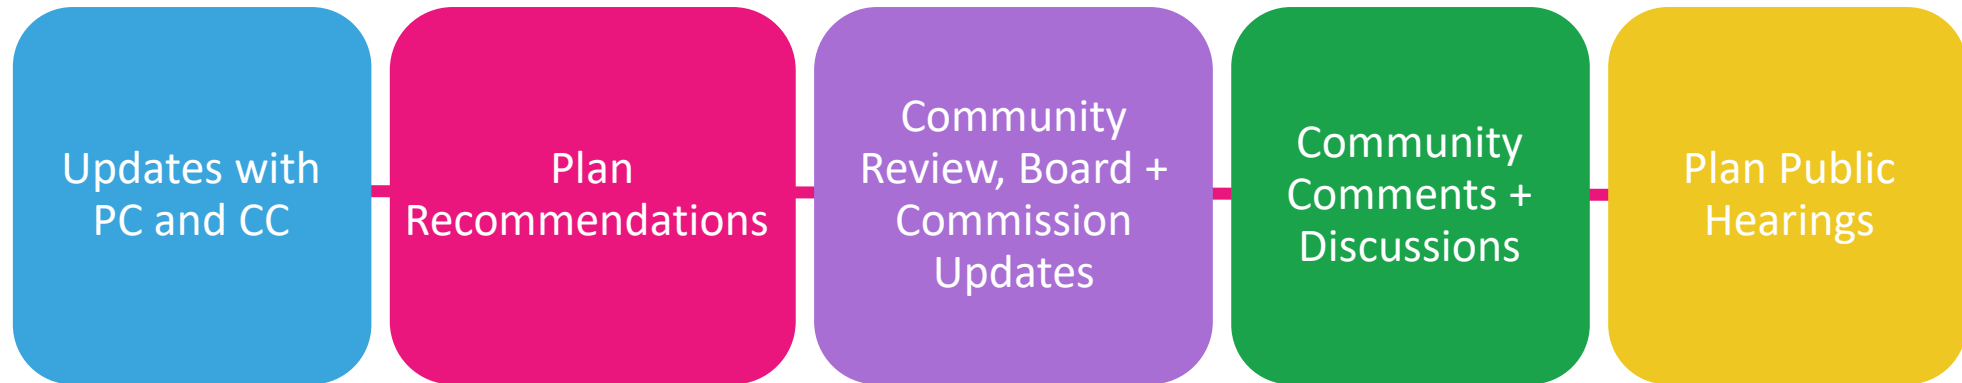 Updates with
PC and CC
Plan
Recommendations
Community
Review, Board +
Commission
Updates
Community
Comments +
Discussions
Plan Public
Hearings